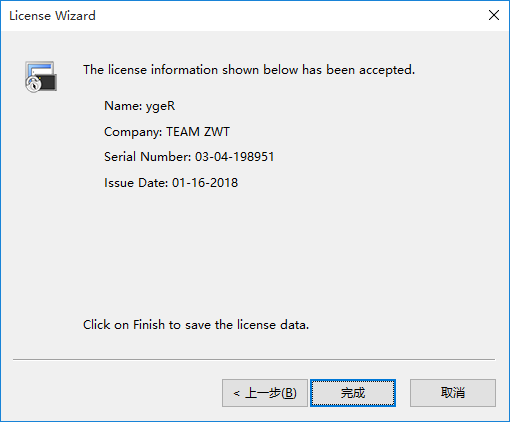 License Wizard
The license information shown below has been accepted.
Name: ygeR
Company: TEAM ZWT
Serial Number: 03-04-198951
Issue Date: 01-16-2018
Click on Finish to save the license data.
< 上一步(B) 完成 取消